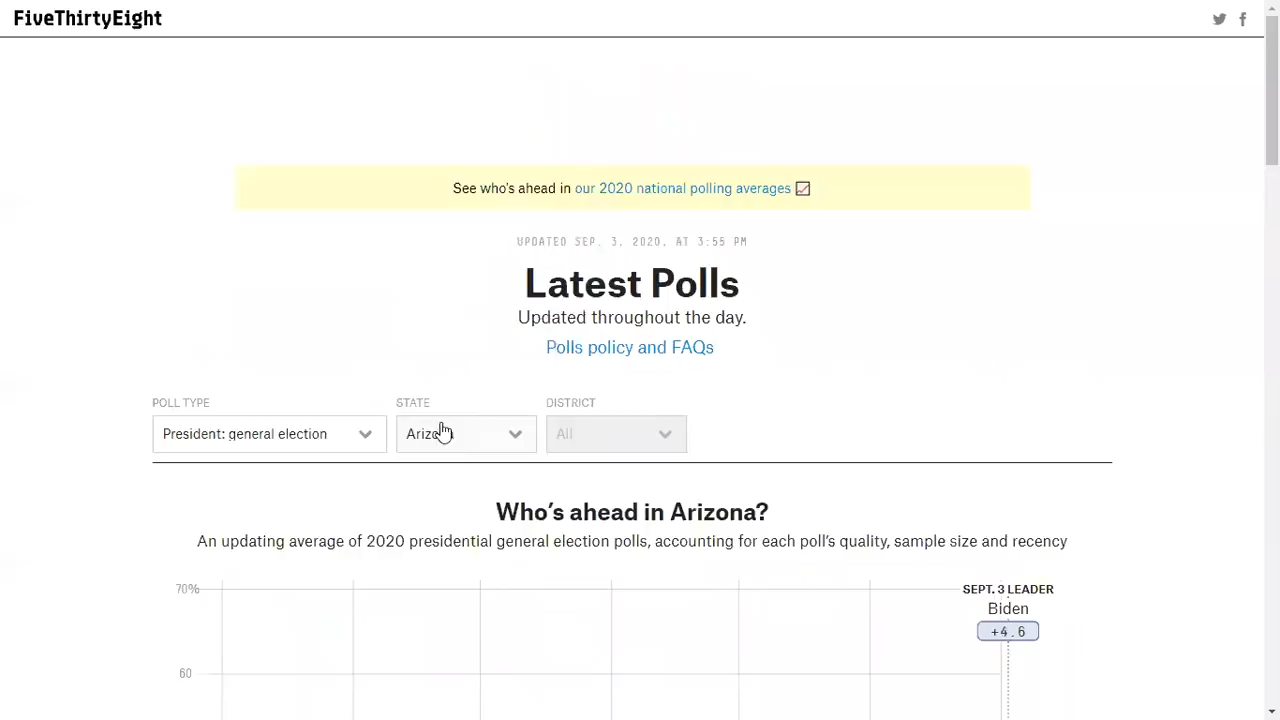 FiveThirtyEight
See who's ahead in our 2020 national polling averages
UPDATED SEP. 3, 2020, AT 3:55 PM
Latest Polls
Updated throughout the day.
Polls policy and FAQs
POLL TYPE STATE DISTRICT
President: general election Arizona All
Who's ahead in Arizona?
An updating average of 2020 presidential general election polls, accounting for each poll's quality, sample size and recency
70% SEPT. 3 LEADER
Biden
+4.6
60